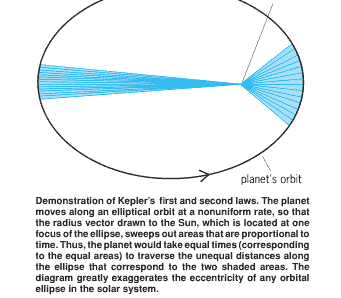 planet's orbit
Demonstration of Kepler's first and second laws. The planet
moves along an elliptical orbit at a nonuniform rate, so that
the radius vector drawn to the Sun, which is located at one
focus of the ellipse, sweeps out areas that are proportional to
time. Thus, the planet would take equal times (corresponding
to the equal areas) to traverse the unequal distances along
the ellipse that correspond to the two shaded areas. The
diagram greatly exaggerates the eccentricity of any orbital
ellipse in the solar system.